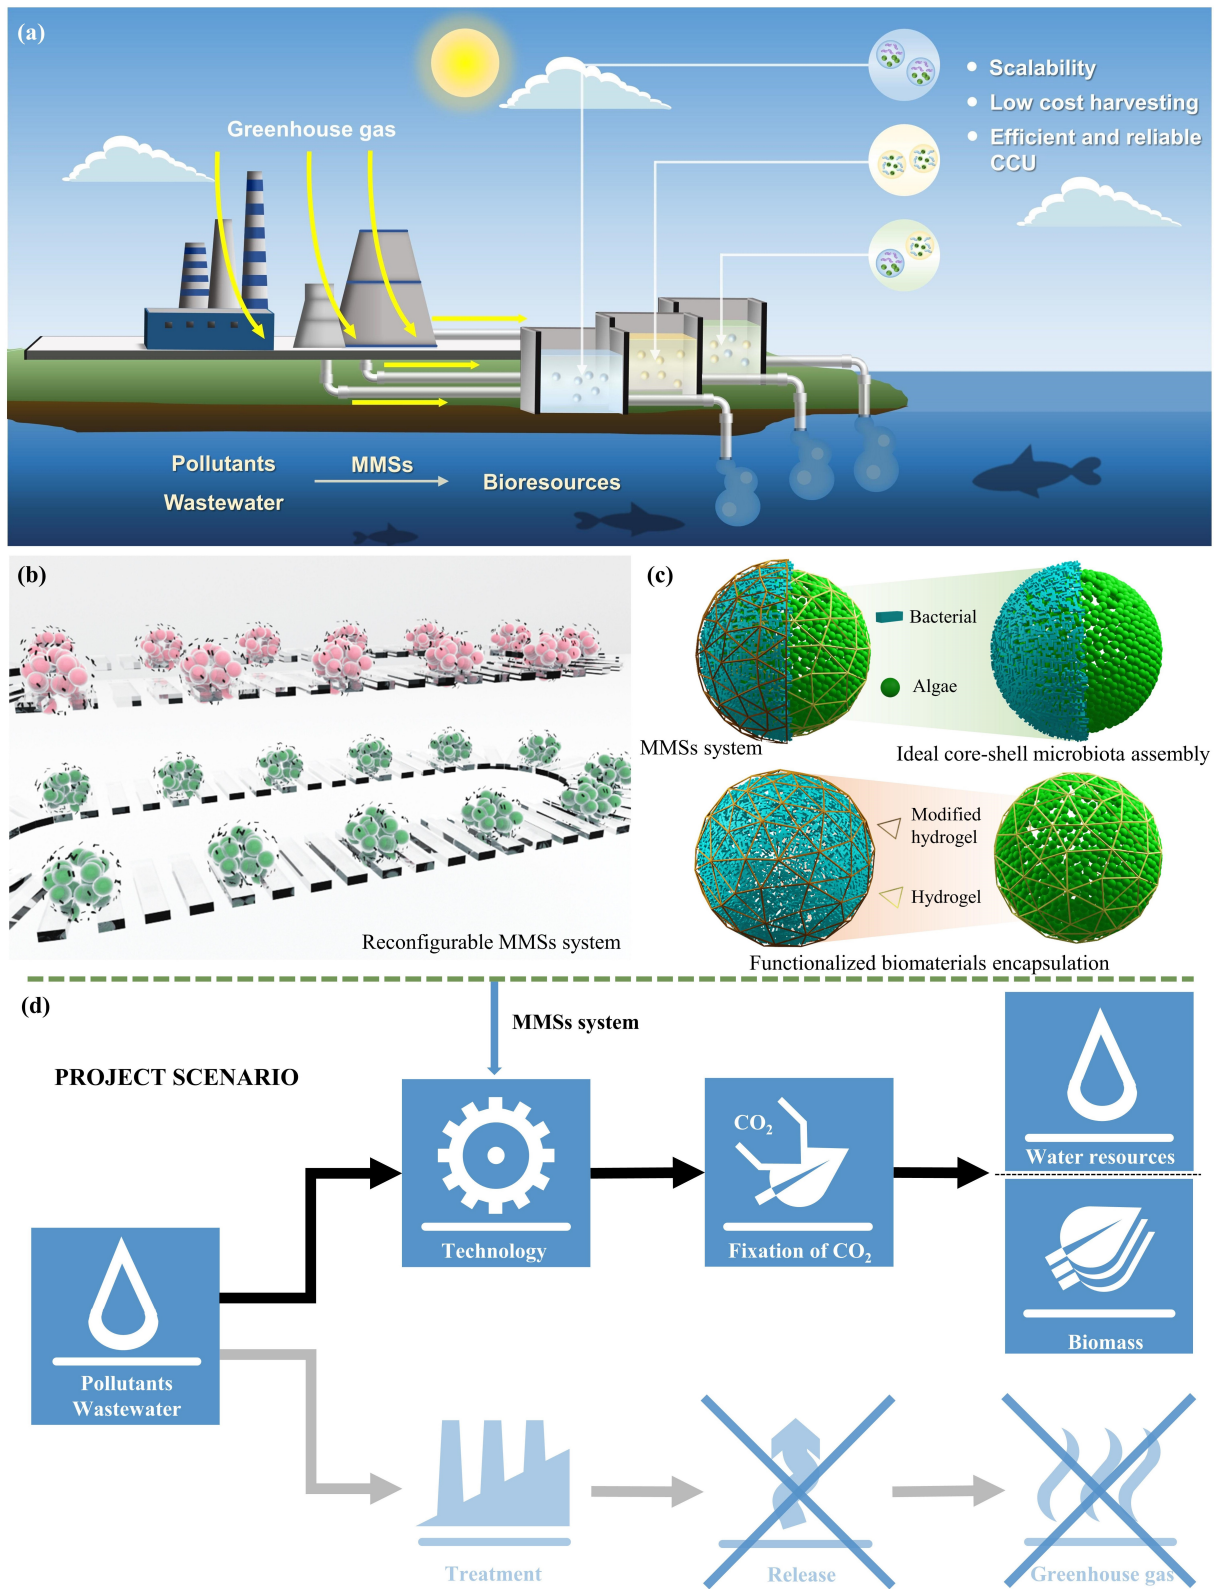 (a)
Greenhouse gas
• Scalability
• Low cost harvesting
• Efficient and reliable
CCU
Pollutants
Wastewater
MMSs
Bioresources
(b)
Reconfigurable MMSs system
(c)
Bacterial
Algae
MMSs system
Ideal core-shell microbiota assembly
Modified
hydrogel
Hydrogel
Functionalized biomaterials encapsulation
(d)
MMSs system
PROJECT SCENARIO
Pollutants
Wastewater
Technology
CO₂
Fixation of CO₂
Water resources
Biomass
Treatment
Release
Greenhouse gas